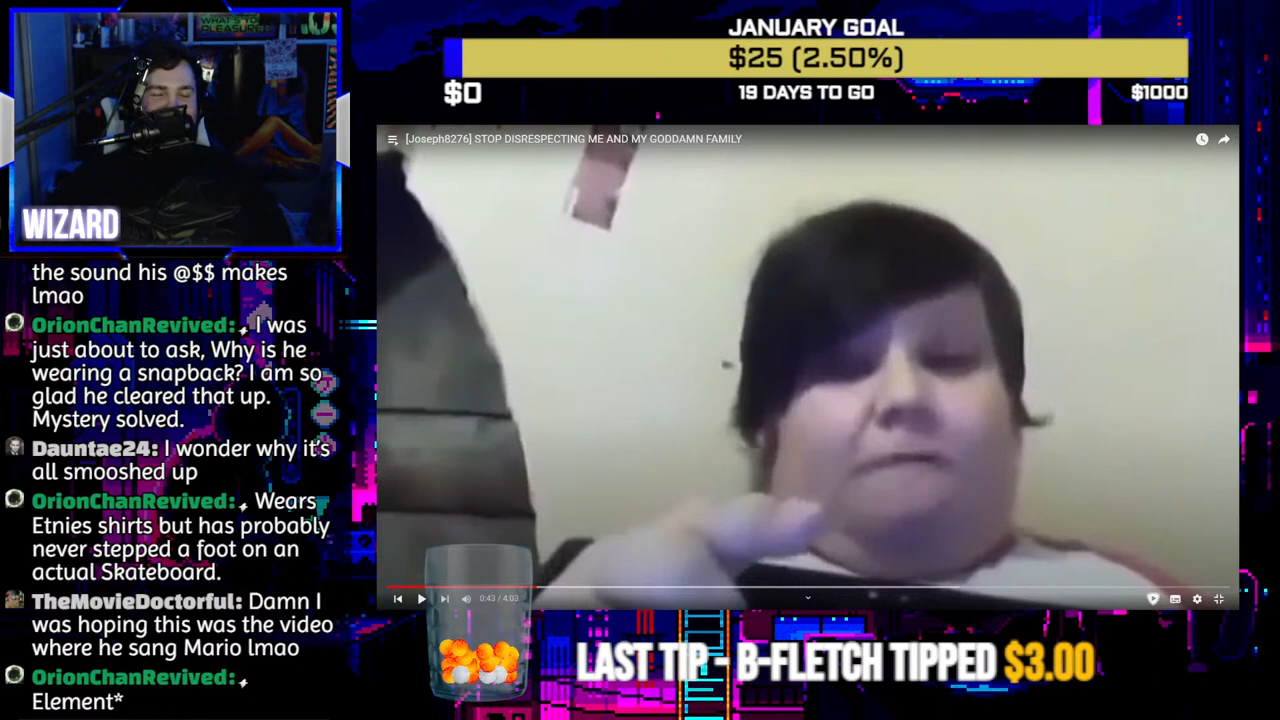 WHAT'S YO
PLEASURE
WIZARD
JANUARY GOAL
$25 (2.50%)
$0
19 DAYS TO GO
$1000
[Joseph8276] STOP DISRESPECTING ME AND MY GODDAMN FAMILY
the sound his @$$ makes
lmao
OrionChanRevived: I was
just about to ask, Why is he
wearing a snapback? I am so
glad he cleared that up.
Mystery solved.
Dauntae24: I wonder why it's
all smooshed up
OrionChanRevived: Wears
Etnies shirts but has probably
never stepped a foot on an
actual Skateboard.
TheMovieDoctorful: Damn I
was hoping this was the video
where he sang Mario lmao
OrionChanRevived:
Element*
0:43 / 4:03
LAST TIP - B-FLETCH TIPPED $3.00